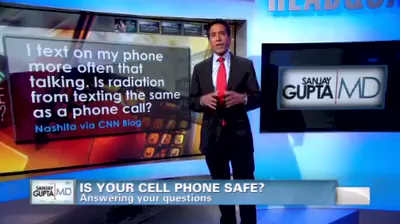 HEADQUA
I text on my phone
more often that
talking. Is radiation
from texting the same
as a phone call?
Nashita via CNN Blog
SANJAY
GUPTA MD
SANJAY
GUPTA MD
IS YOUR CELL PHONE SAFE?
Answering your questions